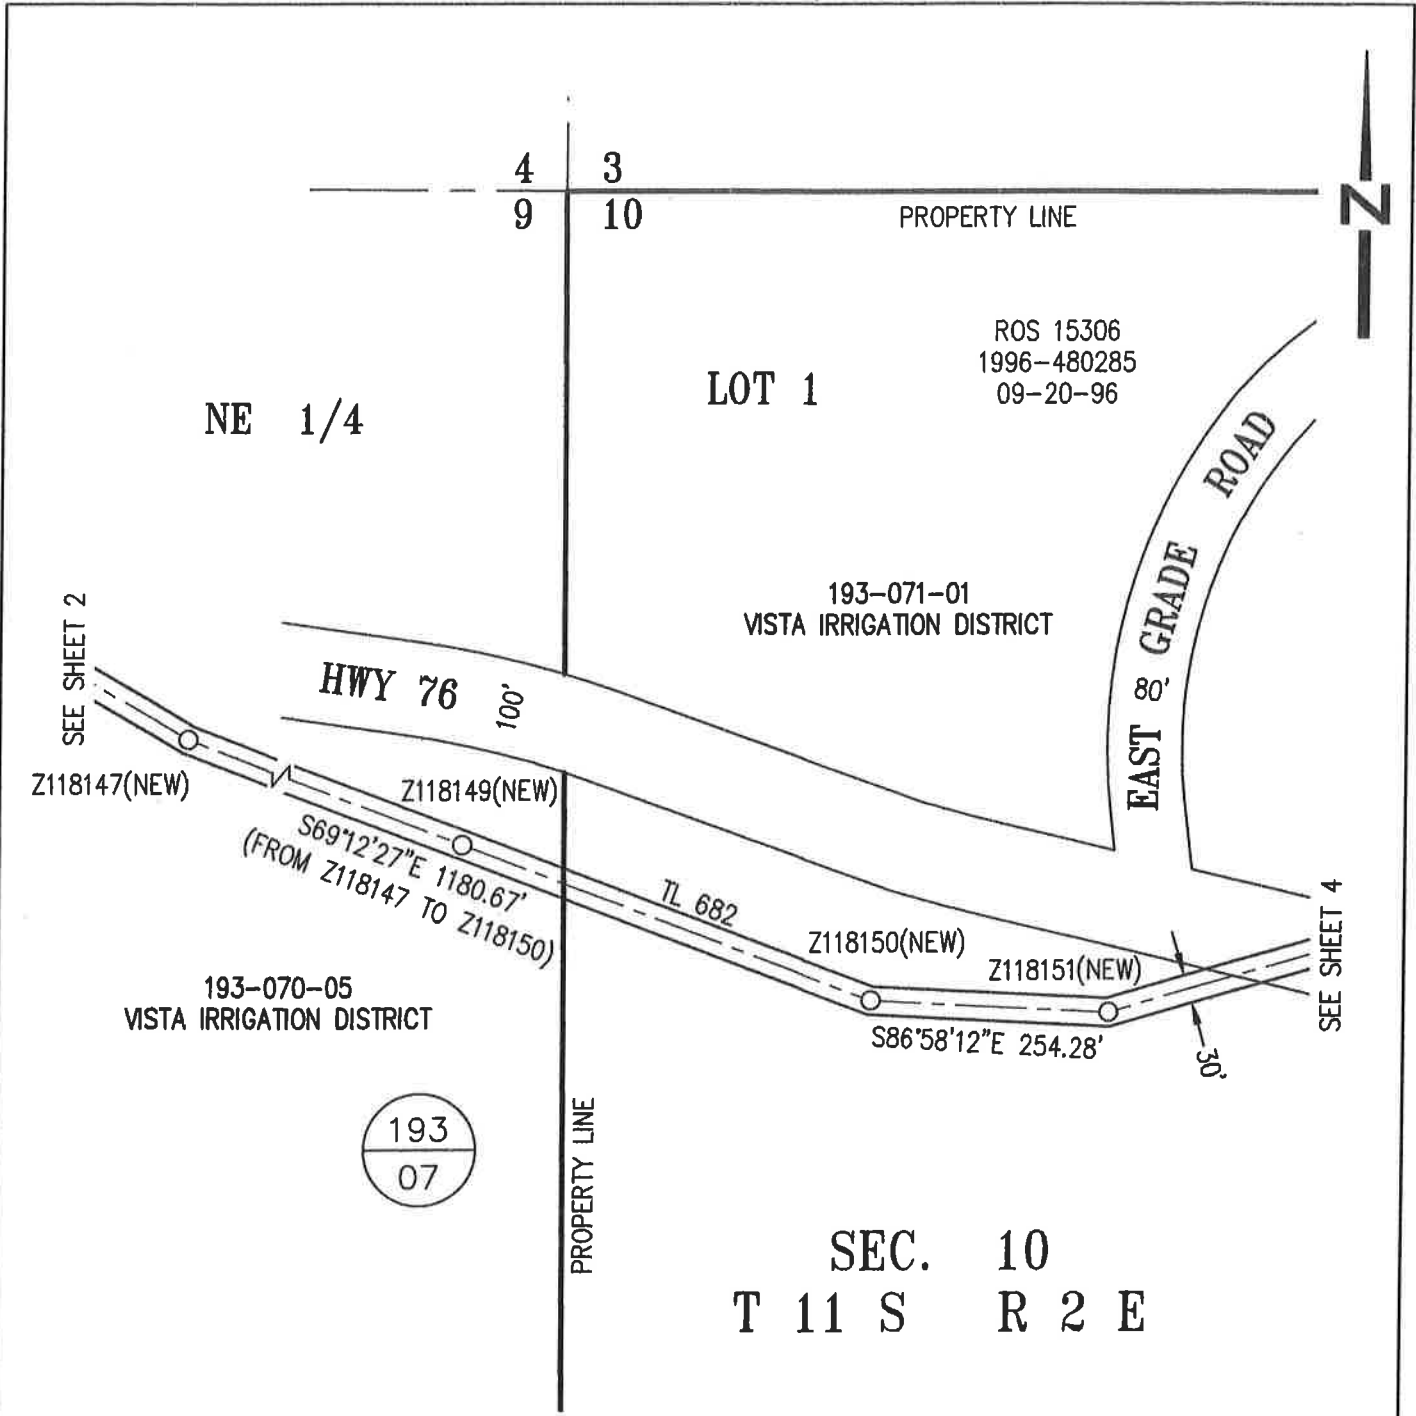 4 3
9 10
PROPERTY LINE
N
ROS 15306
1996-480285
09-20-96
LOT 1
NE 1/4
EAST GRADE ROAD
80'
193-071-01
VISTA IRRIGATION DISTRICT
SEE SHEET 2
HWY 76 100'
Z118147(NEW)
Z118149(NEW)
S69°12'27"E 1180.67'
(FROM Z118147 TO Z118150)
TL 682
Z118150(NEW)
Z118151(NEW)
SEE SHEET 4
S86°58'12"E 254.28'
30'
193-070-05
VISTA IRRIGATION DISTRICT
193
07
PROPERTY LINE
SEC. 10
T 11 S R 2 E